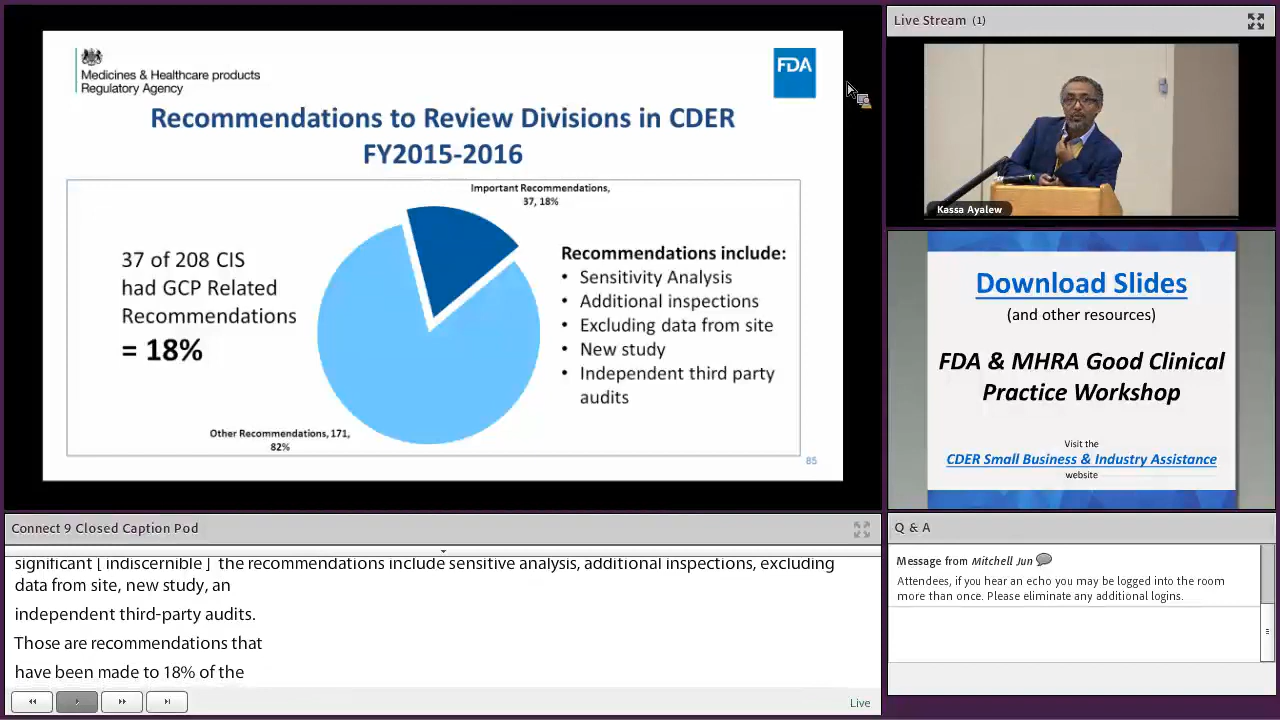 Medicines & Healthcare products
Regulatory Agency
FDA
Recommendations to Review Divisions in CDER
FY2015-2016
Important Recommendations,
37, 18%
37 of 208 CIS
had GCP Related
Recommendations
= 18%
Recommendations include:
• Sensitivity Analysis
• Additional inspections
• Excluding data from site
• New study
• Independent third party
audits
Other Recommendations, 171,
82%
85
Live Stream (1)
Kassa Ayalew
Download Slides
(and other resources)
FDA & MHRA Good Clinical
Practice Workshop
Visit the
CDER Small Business & Industry Assistance
website
Connect 9 Closed Caption Pod
significant [ indiscernible ] the recommendations include sensitive analysis, additional inspections, excluding
data from site, new study, an
independent third-party audits.
Those are recommendations that
have been made to 18% of the
Live
Q & A
Message from Mitchell Jun
Attendees, if you hear an echo you may be logged into the room
more than once. Please eliminate any additional logins.